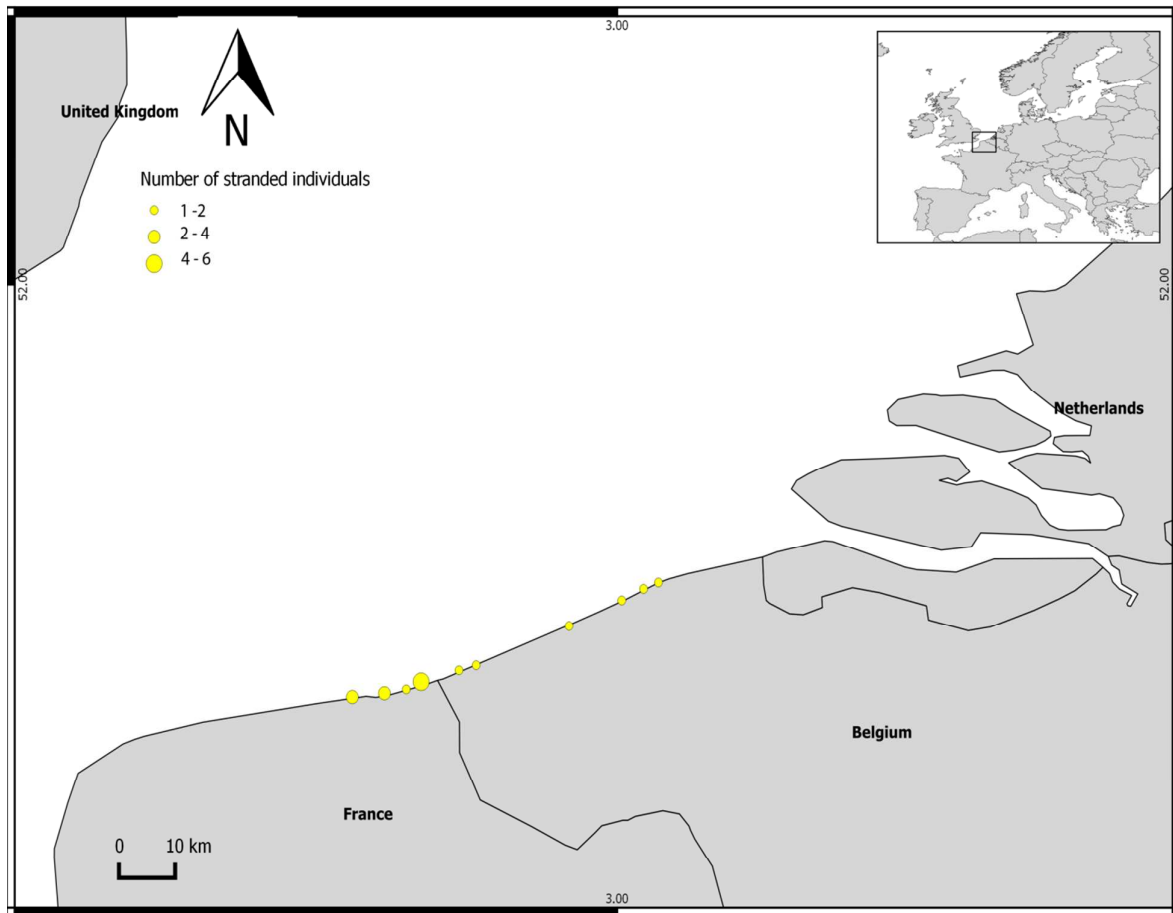 3.00
United Kingdom
N
Number of stranded individuals
1 -2
2 - 4
4 - 6
52.00
52.00
Netherlands
Belgium
France
0 10 km
3.00